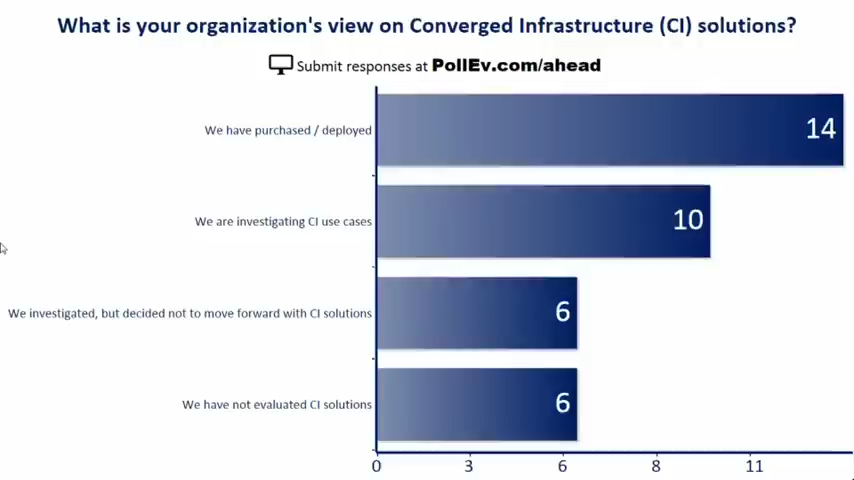 What is your organization's view on Converged Infrastructure (CI) solutions?
Submit responses at PollEv.com/ahead
We have purchased / deployed
14
We are investigating CI use cases
10
We investigated, but decided not to move forward with CI solutions
6
We have not evaluated CI solutions
6
0 3 6 8 11